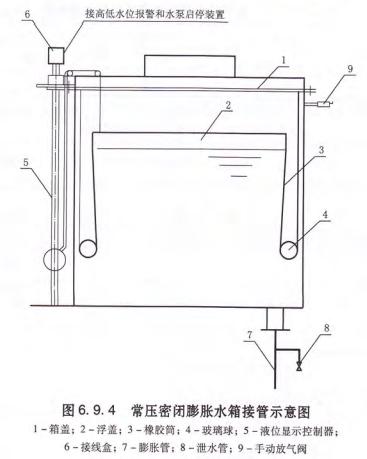 6
接高低水位报警和水泵启停装置
1
9
2
5
3
4
7
8
图 6.9.4 常压密闭膨胀水箱接管示意图
1-箱盖；2-浮盖；3-橡胶筒；4-玻璃球；5-液位显示控制器；
6-接线盒；7-膨胀管；8-泄水管；9-手动放气阀